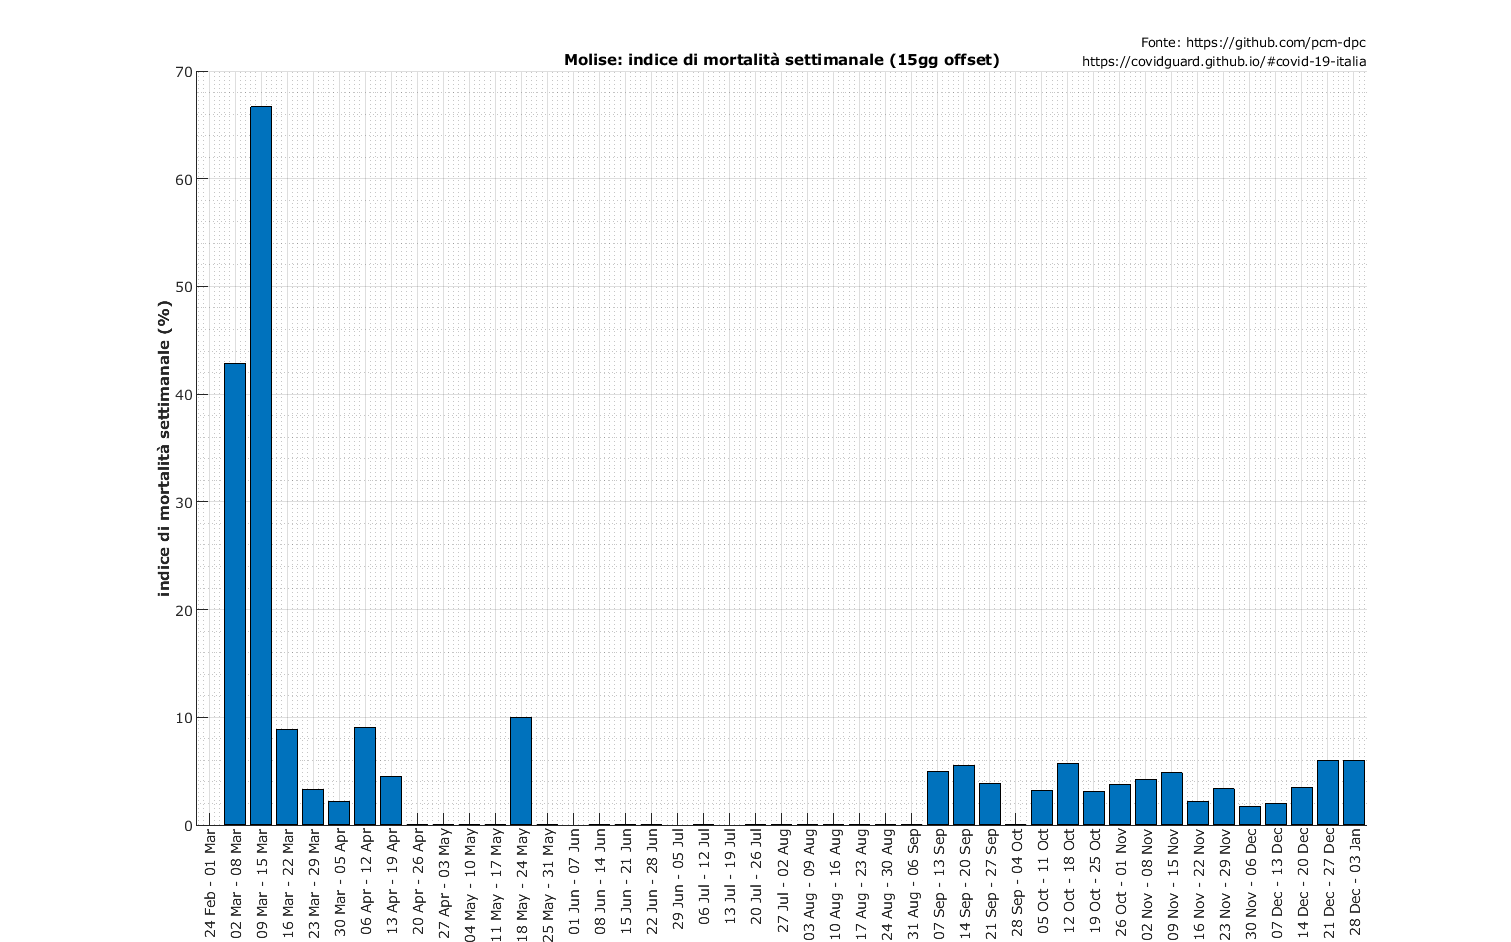 Fonte: https://github.com/pcm-dpc
Molise: indice di mortalità settimanale (15gg offset)
https://covidguard.github.io/#covid-19-italia
indice di mortalità settimanale (%)
70
60
50
40
30
20
10
0
24 Feb - 01 Mar
02 Mar - 08 Mar
09 Mar - 15 Mar
16 Mar - 22 Mar
23 Mar - 29 Mar
30 Mar - 05 Apr
06 Apr - 12 Apr
13 Apr - 19 Apr
20 Apr - 26 Apr
27 Apr - 03 May
04 May - 10 May
11 May - 17 May
18 May - 24 May
25 May - 31 May
01 Jun - 07 Jun
08 Jun - 14 Jun
15 Jun - 21 Jun
22 Jun - 28 Jun
29 Jun - 05 Jul
06 Jul - 12 Jul
13 Jul - 19 Jul
20 Jul - 26 Jul
27 Jul - 02 Aug
03 Aug - 09 Aug
10 Aug - 16 Aug
17 Aug - 23 Aug
24 Aug - 30 Aug
31 Aug - 06 Sep
07 Sep - 13 Sep
14 Sep - 20 Sep
21 Sep - 27 Sep
28 Sep - 04 Oct
05 Oct - 11 Oct
12 Oct - 18 Oct
19 Oct - 25 Oct
26 Oct - 01 Nov
02 Nov - 08 Nov
09 Nov - 15 Nov
16 Nov - 22 Nov
23 Nov - 29 Nov
30 Nov - 06 Dec
07 Dec - 13 Dec
14 Dec - 20 Dec
21 Dec - 27 Dec
28 Dec - 03 Jan